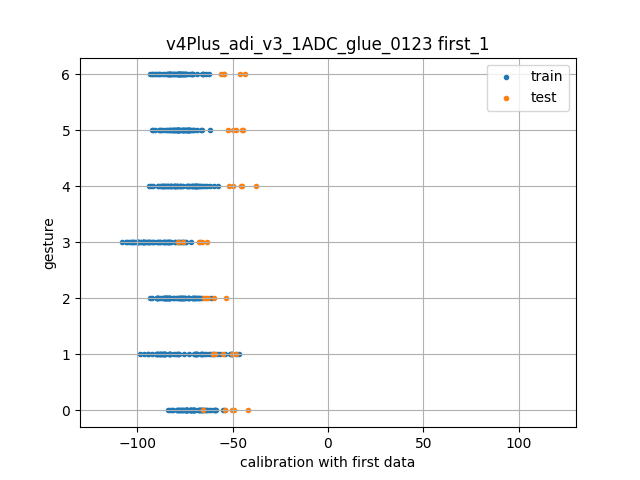 v4Plus_adi_v3_1ADC_glue_0123 first_1
train
test
6
5
4
3
2
1
0
gesture
−100
−50
0
50
100
calibration with first data